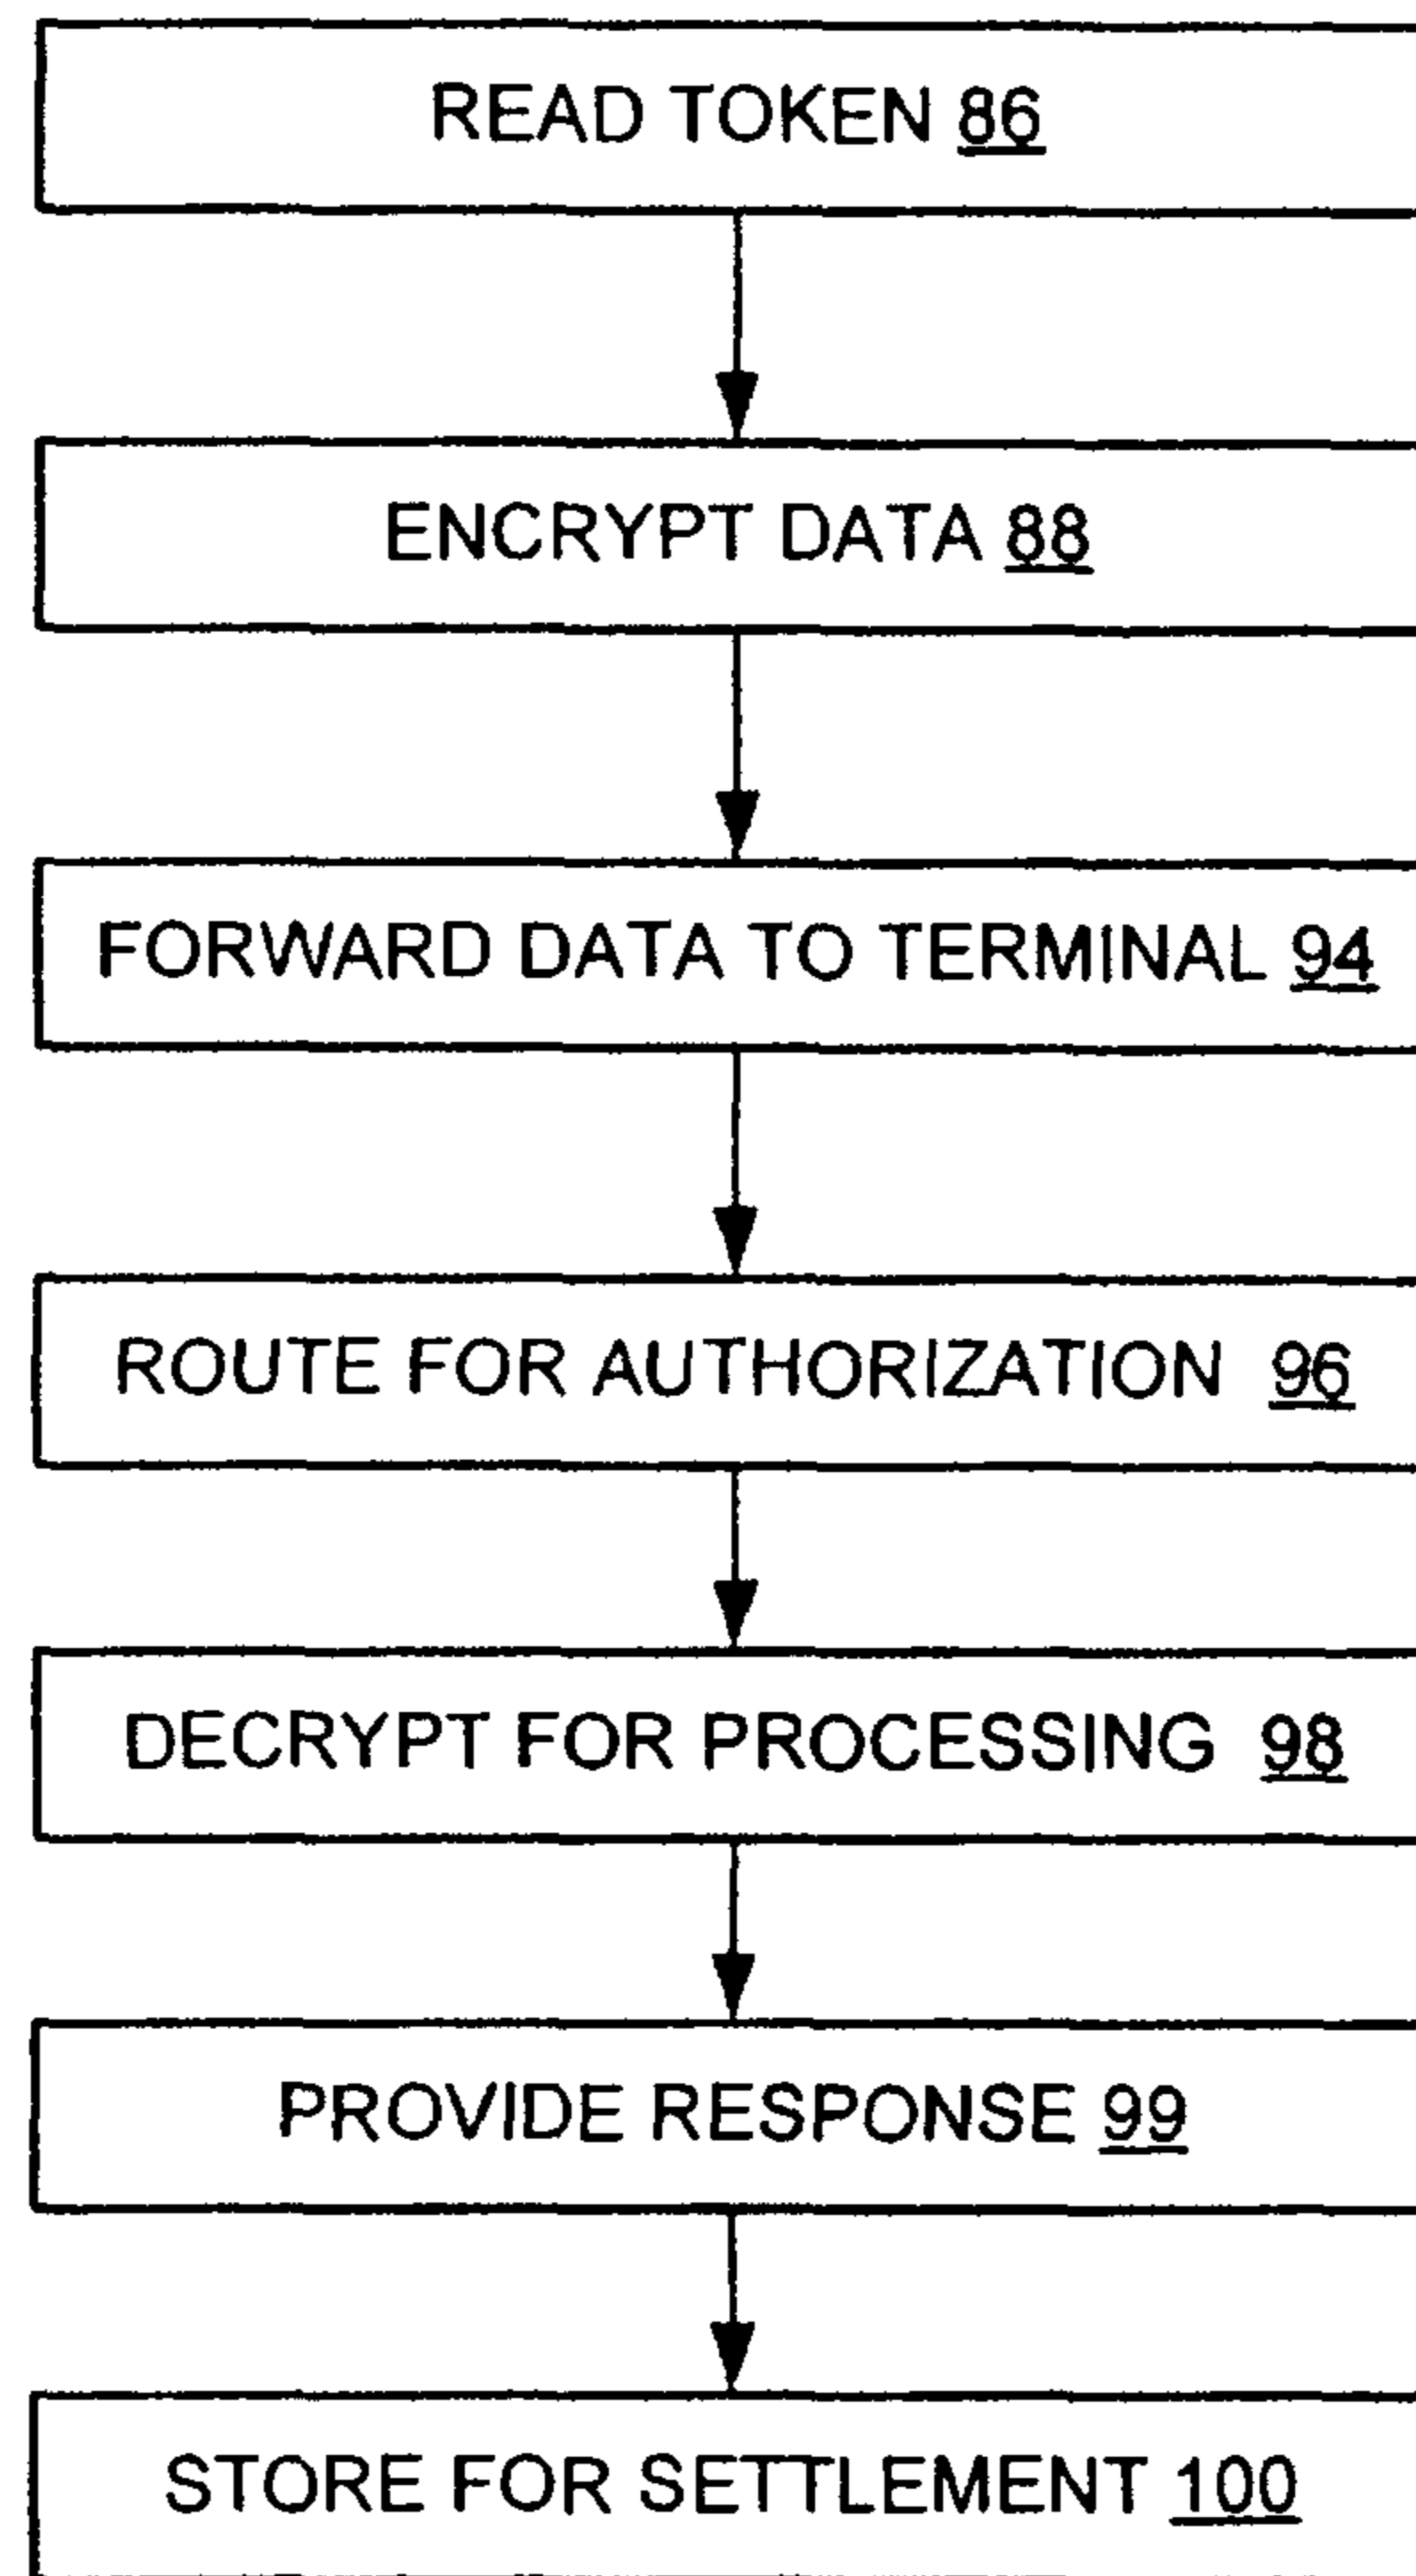 READ TOKEN 86
ENCRYPT DATA 88
FORWARD DATA TO TERMINAL 94
ROUTE FOR AUTHORIZATION 96
DECRYPT FOR PROCESSING 98
PROVIDE RESPONSE 99
STORE FOR SETTLEMENT 100